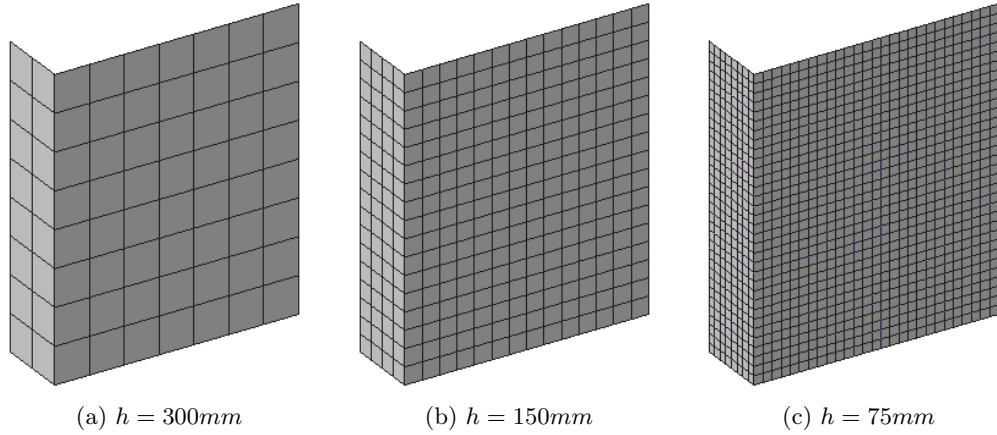 (a) h = 300mm
(b) h = 150mm
(c) h = 75mm